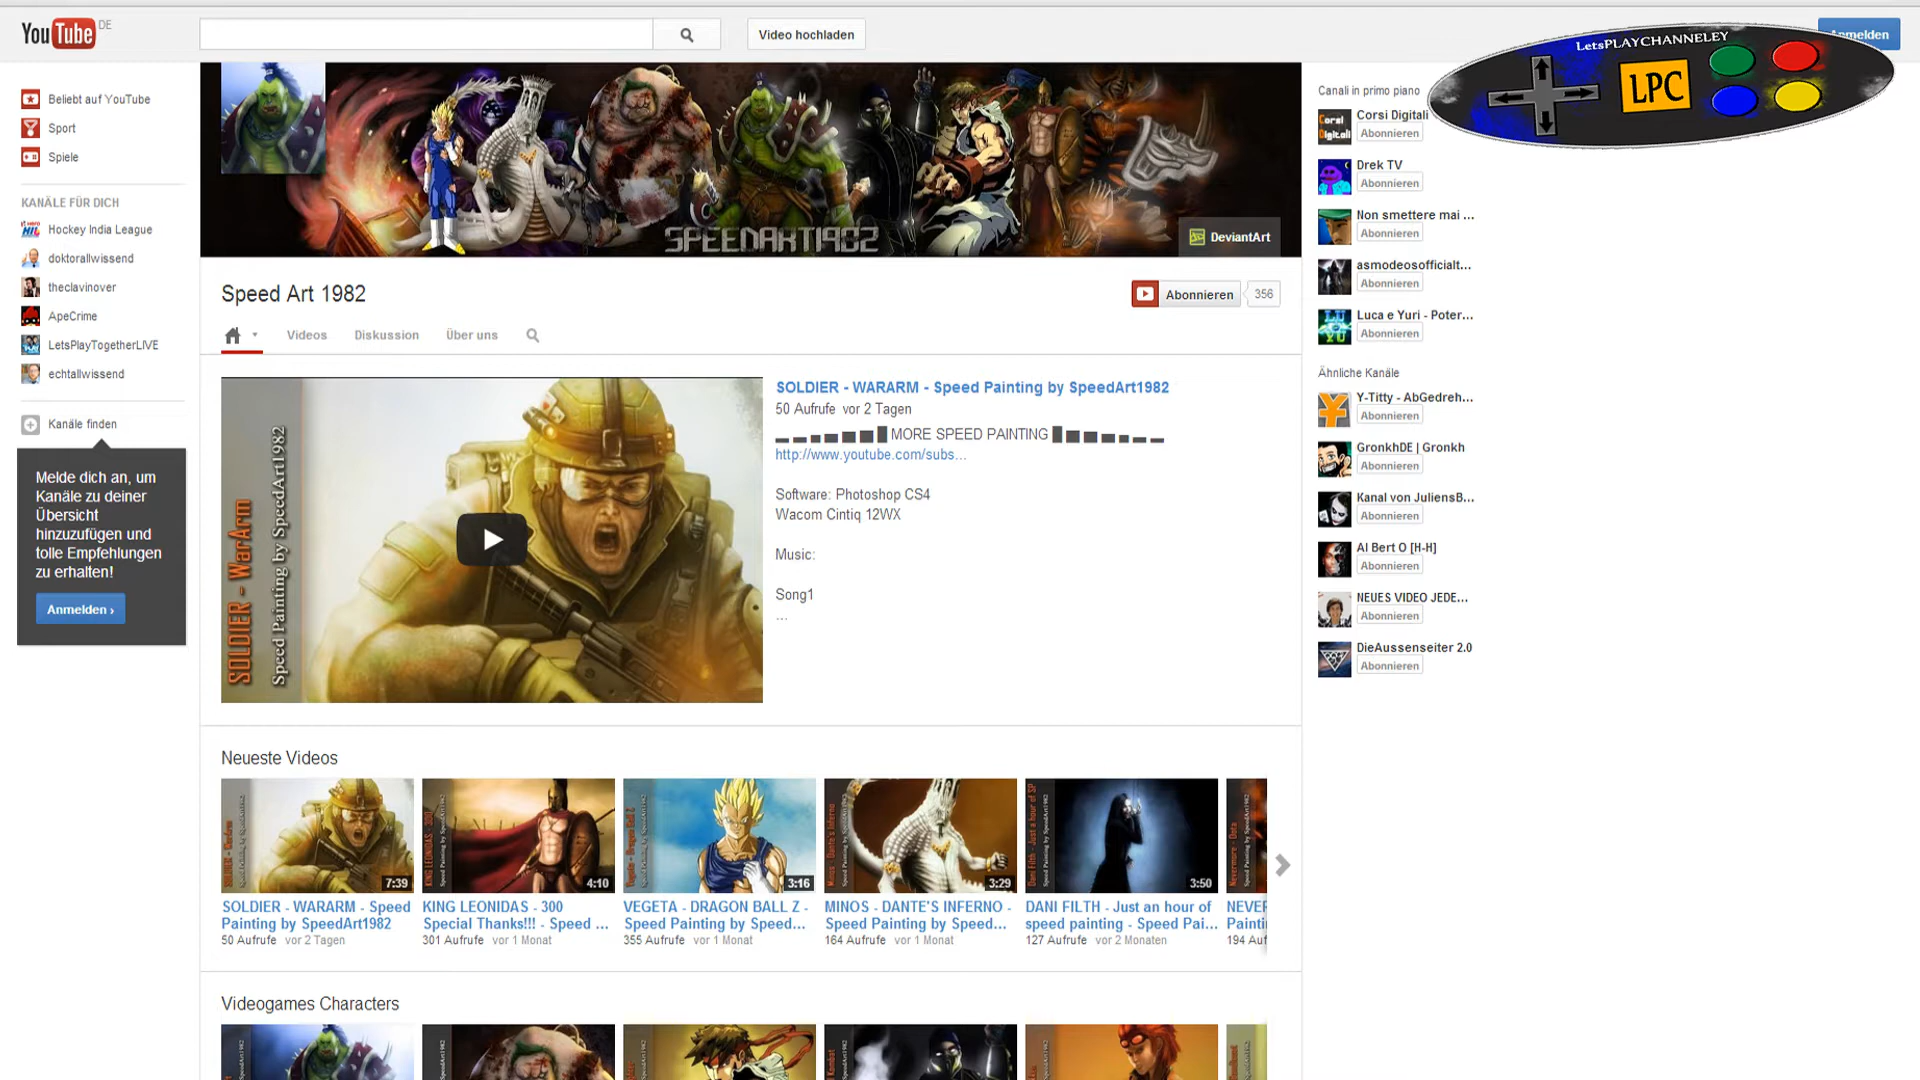 YouTube DE
Video hochladen
LetsPLAYCHANNELEY
LPC
Beliebt auf YouTube
Sport
Spiele
KANÄLE FÜR DICH
Hockey India League
doktorallwissend
theclavinover
ApeCrime
LetsPlayTogetherLIVE
echtallwissend
Kanäle finden
Melde dich an, um
Kanäle zu deiner
Übersicht
hinzuzufügen und
tolle Empfehlungen
zu erhalten!
Anmelden ›
SPEEDART1982
DeviantArt
Speed Art 1982
Abonnieren 356
Videos Diskussion Über uns
SOLDIER - WarArm
Speed Painting by SpeedArt1982
SOLDIER - WARARM - Speed Painting by SpeedArt1982
50 Aufrufe vor 2 Tagen
MORE SPEED PAINTING
http://www.youtube.com/subs...
Software: Photoshop CS4
Wacom Cintiq 12WX
Music:
Song1
...
Neueste Videos
7:39
SOLDIER - WARARM - Speed
Painting by SpeedArt1982
50 Aufrufe vor 2 Tagen
4:10
KING LEONIDAS - 300
Special Thanks!!! - Speed ...
301 Aufrufe vor 1 Monat
3:16
VEGETA - DRAGON BALL Z -
Speed Painting by Speed...
355 Aufrufe vor 1 Monat
3:29
MINOS - DANTE'S INFERNO -
Speed Painting by Speed...
164 Aufrufe vor 1 Monat
3:50
DANI FILTH - Just an hour of
speed painting - Speed Pai...
127 Aufrufe vor 2 Monaten
NEVER
Painti
194 Auf
Videogames Characters
Canali in primo piano
Corsi Digitali
Abonnieren
Drek TV
Abonnieren
Non smettere mai ...
Abonnieren
asmodeosofficialt...
Abonnieren
Luca e Yuri - Poter...
Abonnieren
Ähnliche Kanäle
Y-Titty - AbGedreh...
Abonnieren
GronkhDE | Gronkh
Abonnieren
Kanal von JuliensB...
Abonnieren
Al Bert O [H-H]
Abonnieren
NEUES VIDEO JEDE...
Abonnieren
DieAussenseiter 2.0
Abonnieren